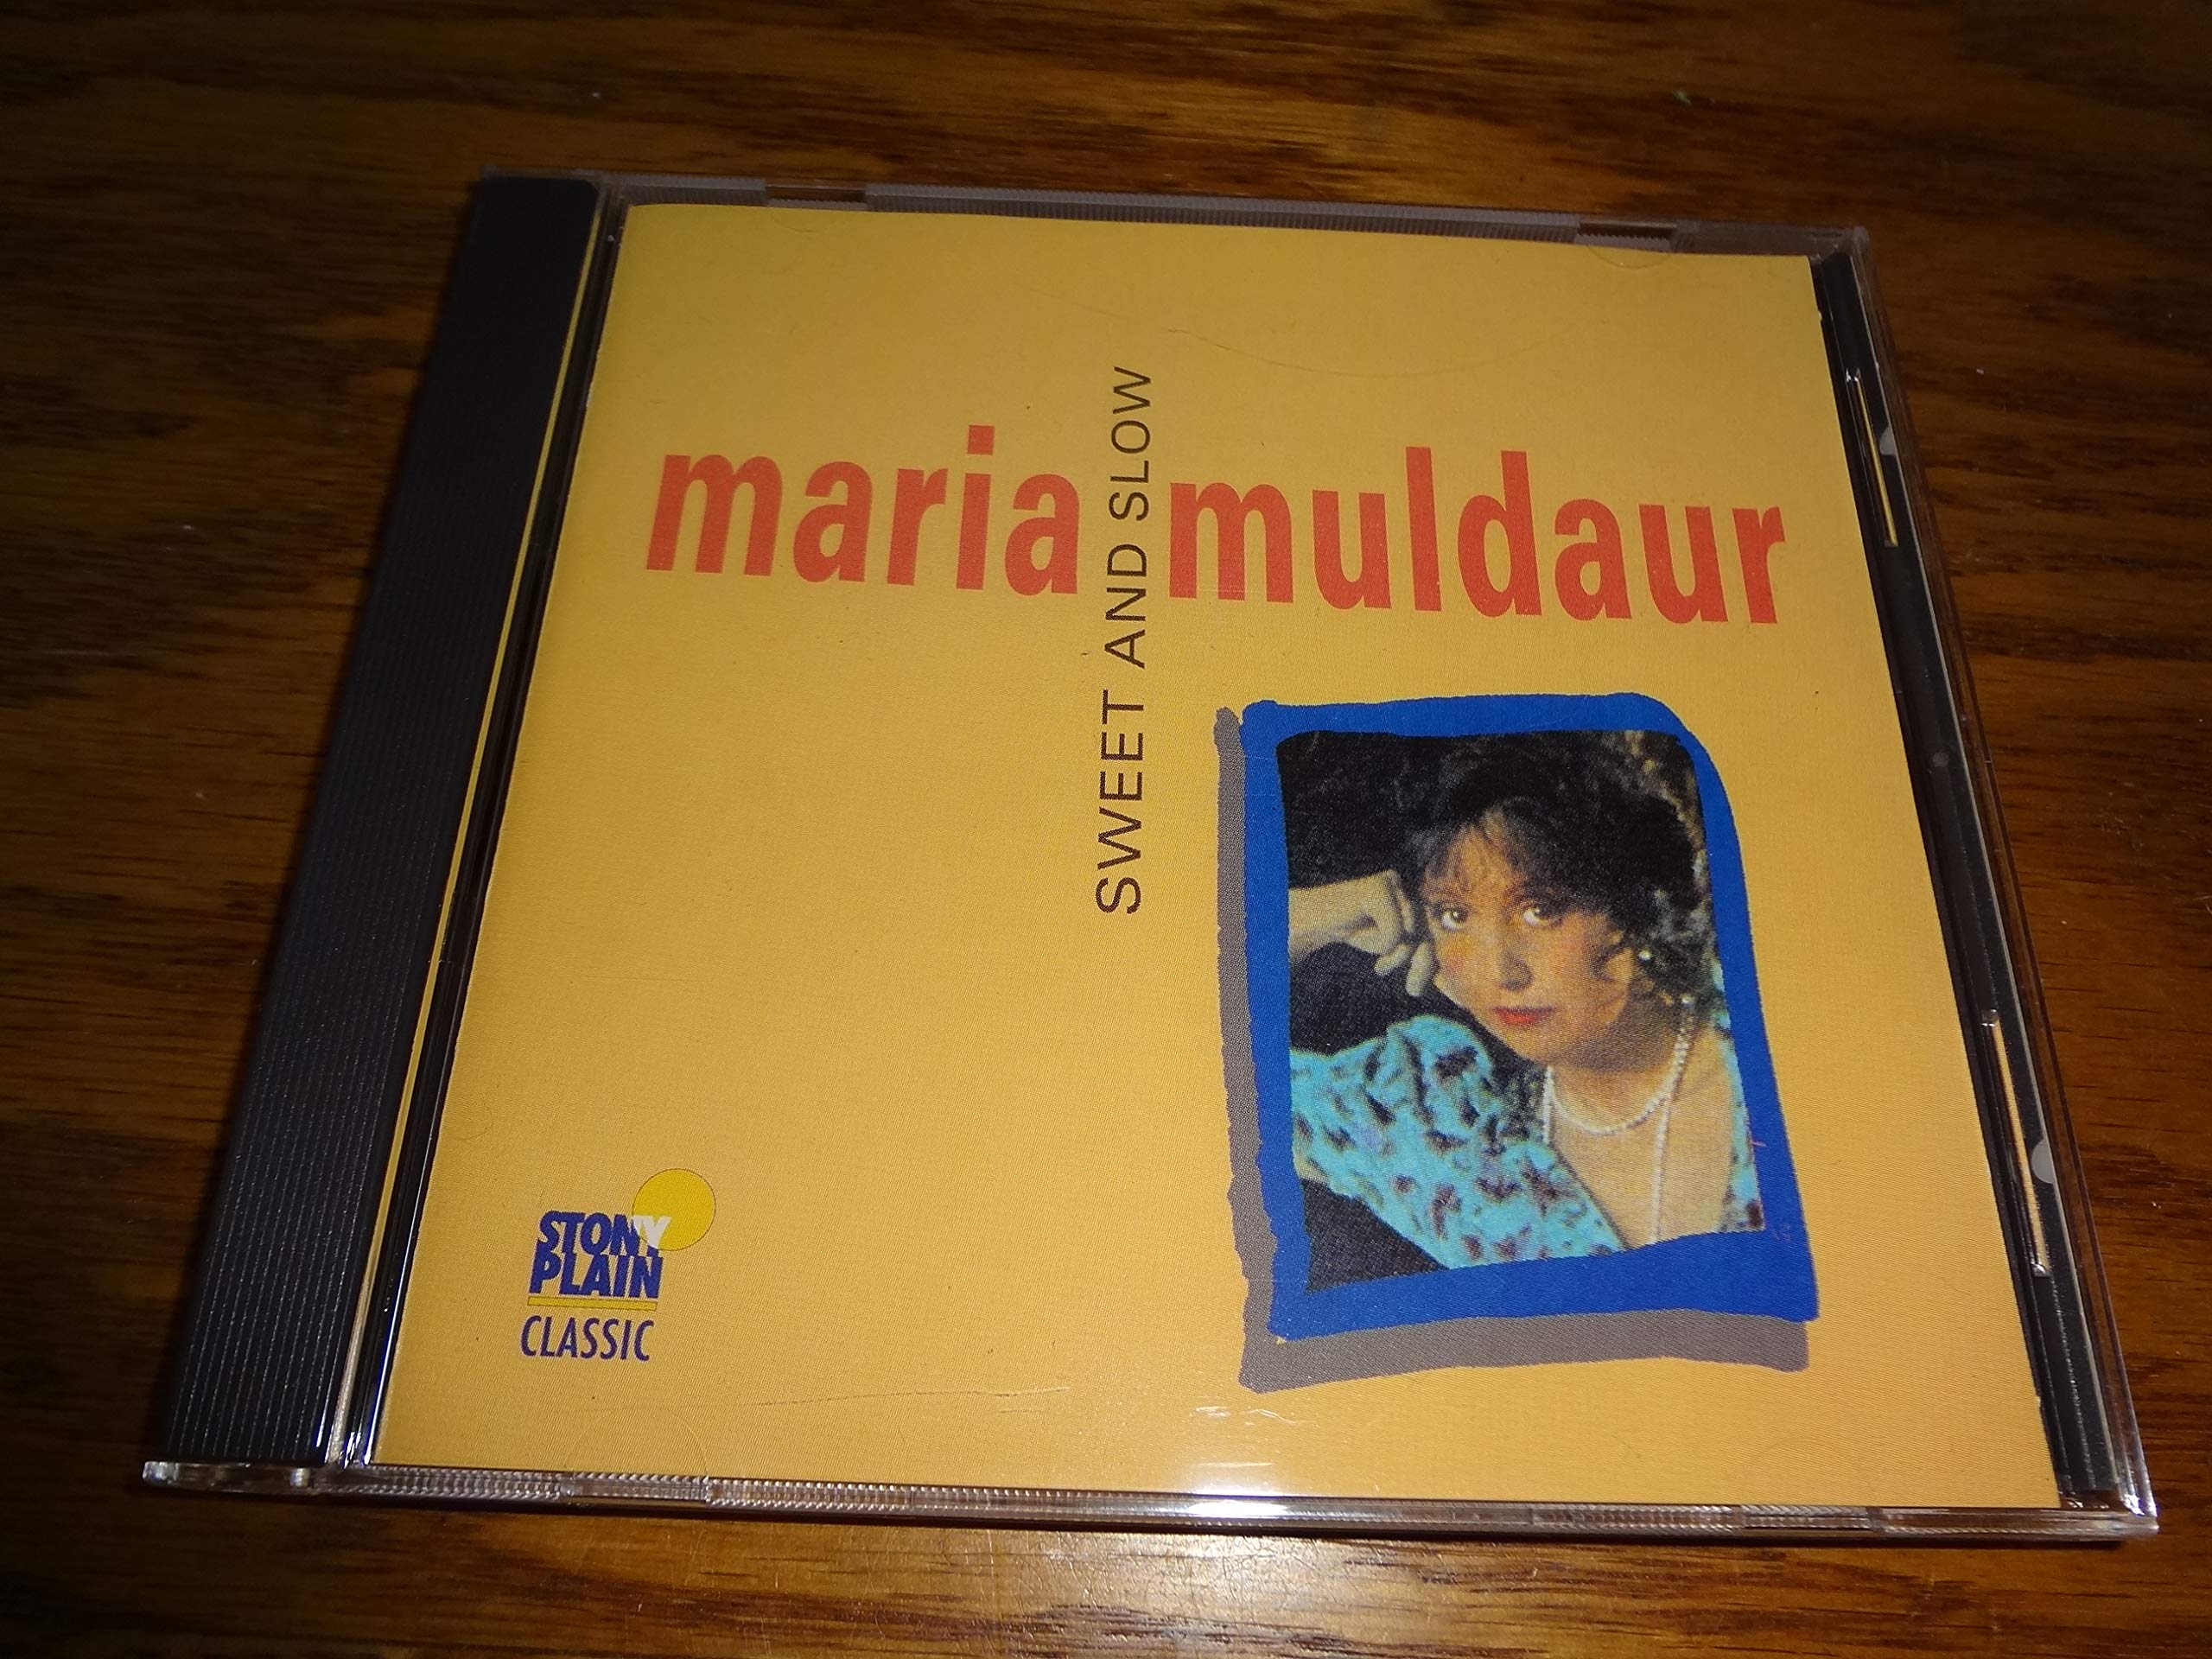 maria muldaur
SWEET AND SLOW
STONY
PLAIN
CLASSIC